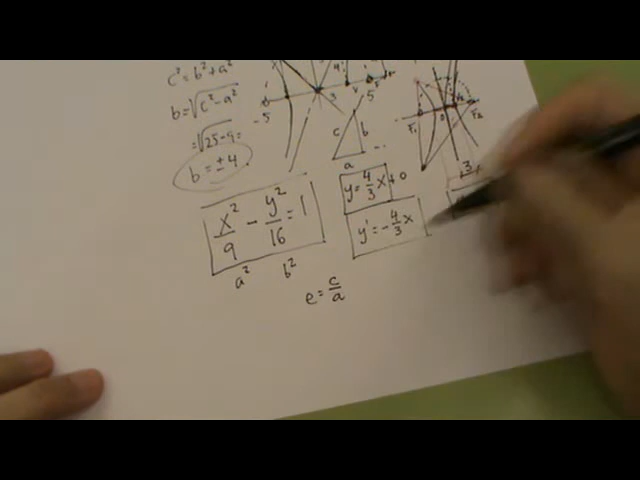 c² = b² + a²
b = √c² - a²
= √25 - 9 =
b = ± 4
-5
3
5
c
b
a
x²/9 - y²/16 = 1
a² b²
y = 4/3 x + 0
y' = - 4/3 x
e = c/a
F₁
F₂
3